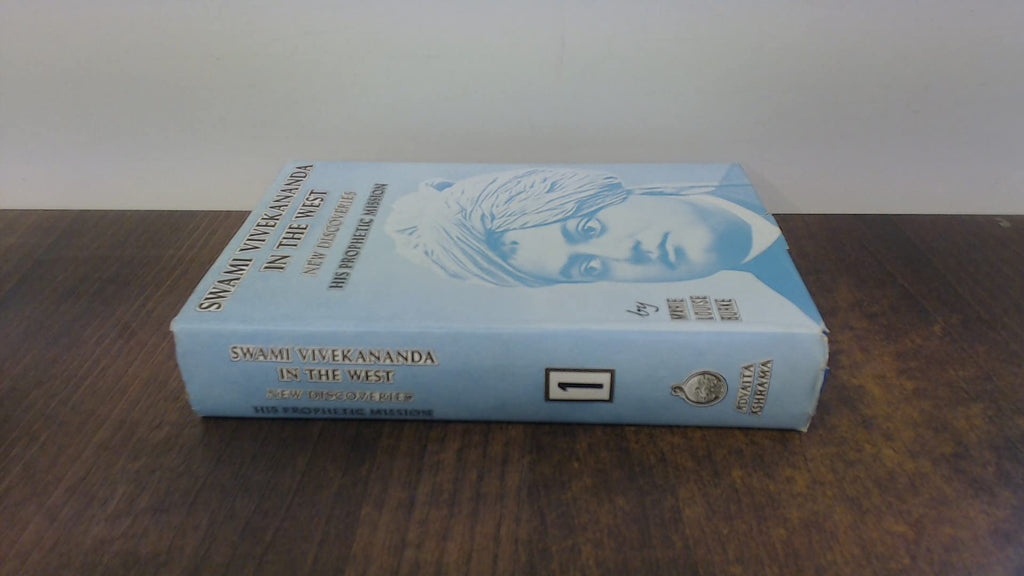 SWAMI VIVEKANANDA
IN THE WEST
NEW DISCOVERIES
HIS PROPHETIC MISSION
by
MARIE
LOUISE
BURKE
SWAMI VIVEKANANDA
IN THE WEST
NEW DISCOVERIES
HIS PROPHETIC MISSION
1
ADVAITA
ASHRAMA